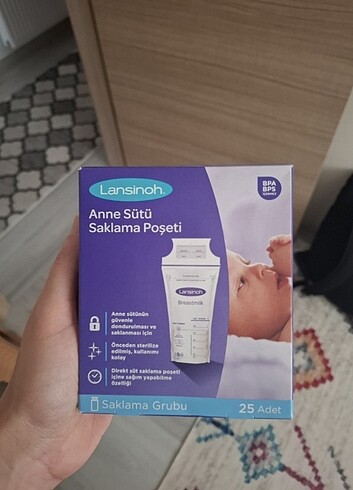 Lansinoh
Anne Sütü
Saklama Poşeti
BPA
BPS
Lansinoh
Breastmilk
Anne sütünün
güvenle
dondurulması ve
saklanması için
Önceden sterilize
edilmiş, kullanımı
kolay
Direkt süt saklama poşeti
içine sağım yapabilme
özelliği
Saklama Grubu
25 Adet